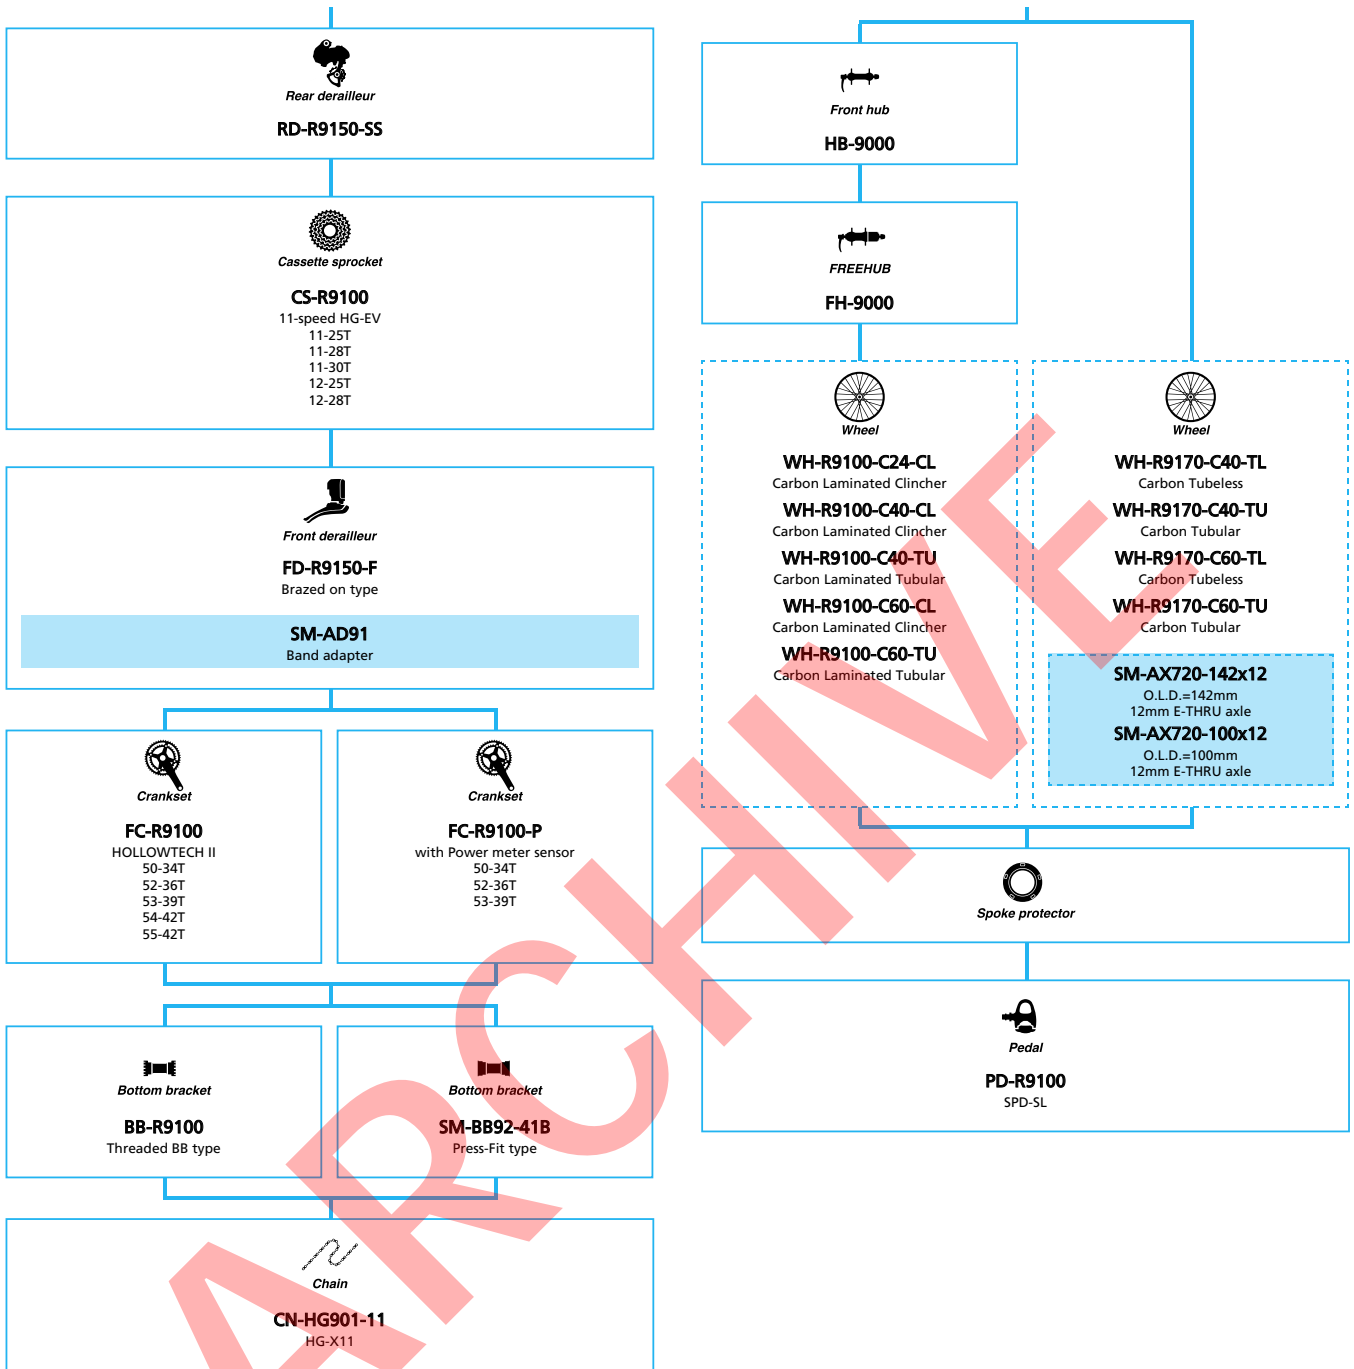 Rear derailleur
RD-R9150-SS
Cassette sprocket
CS-R9100
11-speed HG-EV
11-25T
11-28T
11-30T
12-25T
12-28T
Front derailleur
FD-R9150-F
Brazed on type
SM-AD91
Band adapter
Crankset
FC-R9100
HOLLOWTECH II
50-34T
52-36T
53-39T
54-42T
55-42T
Crankset
FC-R9100-P
with Power meter sensor
50-34T
52-36T
53-39T
Bottom bracket
BB-R9100
Threaded BB type
Bottom bracket
SM-BB92-41B
Press-Fit type
Chain
CN-HG901-11
HG-X11
Front hub
HB-9000
FREEHUB
FH-9000
Wheel
WH-R9100-C24-CL
Carbon Laminated Clincher
WH-R9100-C40-CL
Carbon Laminated Clincher
WH-R9100-C40-TU
Carbon Laminated Tubular
WH-R9100-C60-CL
Carbon Laminated Clincher
WH-R9100-C60-TU
Carbon Laminated Tubular
Wheel
WH-R9170-C40-TL
Carbon Tubeless
WH-R9170-C40-TU
Carbon Tubular
WH-R9170-C60-TL
Carbon Tubeless
WH-R9170-C60-TU
Carbon Tubular
SM-AX720-142x12
O.L.D.=142mm
12mm E-THRU axle
SM-AX720-100x12
O.L.D.=100mm
12mm E-THRU axle
Spoke protector
Pedal
PD-R9100
SPD-SL
ARCHIVE